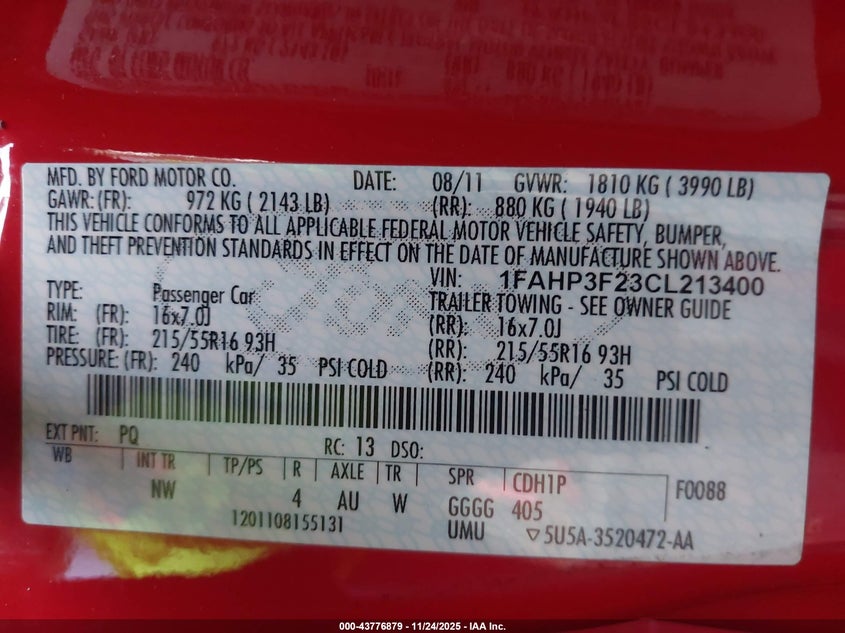 MFD. BY FORD MOTOR CO. DATE: 08/11 GVWR: 1810 KG ( 3990 LB)
GAWR:(FR): 972 KG ( 2143 LB) (RR): 880 KG ( 1940 LB)
THIS VEHICLE CONFORMS TO ALL APPLICABLE FEDERAL MOTOR VEHICLE SAFETY, BUMPER,
AND THEFT PREVENTION STANDARDS IN EFFECT ON THE DATE OF MANUFACTURE SHOWN ABOVE.
VIN: 1FAHP3F23CL213400
TYPE: Passenger Car TRAILER TOWING - SEE OWNER GUIDE
RIM: (FR): 16x7.0J (RR): 16x7.0J
TIRE: (FR): 215/55R16 93H (RR): 215/55R16 93H
PRESSURE:(FR): 240 kPa/ 35 PSI COLD (RR): 240 kPa/ 35 PSI COLD
EXT PNT: PQ RC: 13 DSO:
WB INT TR TP/PS R AXLE TR SPR CDH1P F0088
NW 4 AU W GGGG 405
1201108155131 UMU ▽5U5A-3520472-AA
000-43776879 - 11/24/2025 - IAA Inc.